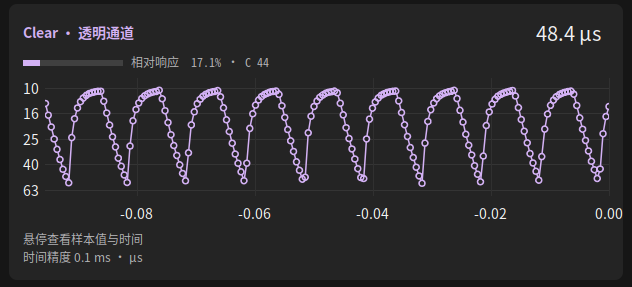 Clear • 透明通道
48.4 μs
相对响应 17.1% • C 44
10
16
25
40
63
-0.08 -0.06 -0.04 -0.02 0.00
悬停查看样本值与时间
时间精度 0.1 ms • μs